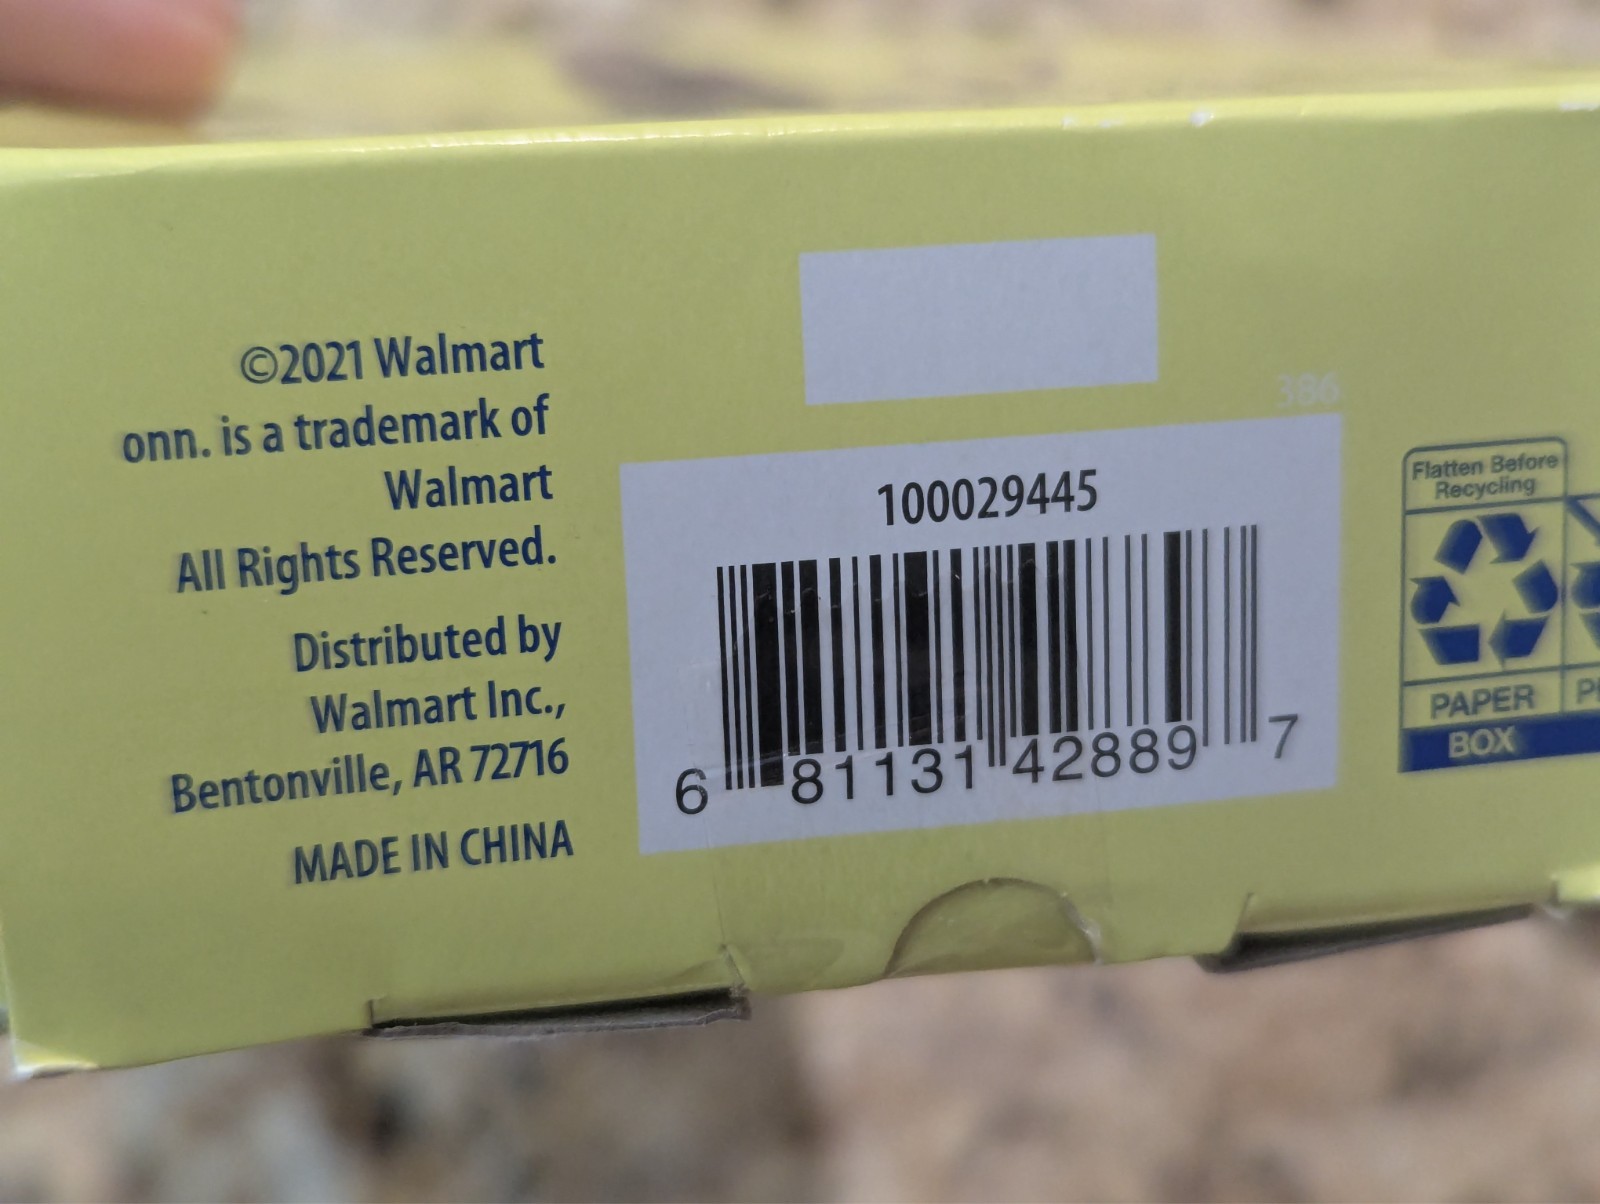 ©2021 Walmart
onn. is a trademark of
Walmart
All Rights Reserved.
Distributed by
Walmart Inc.,
Bentonville, AR 72716
MADE IN CHINA
386
100029445
6 81131 42889 7
Flatten Before
Recycling
PAPER
BOX